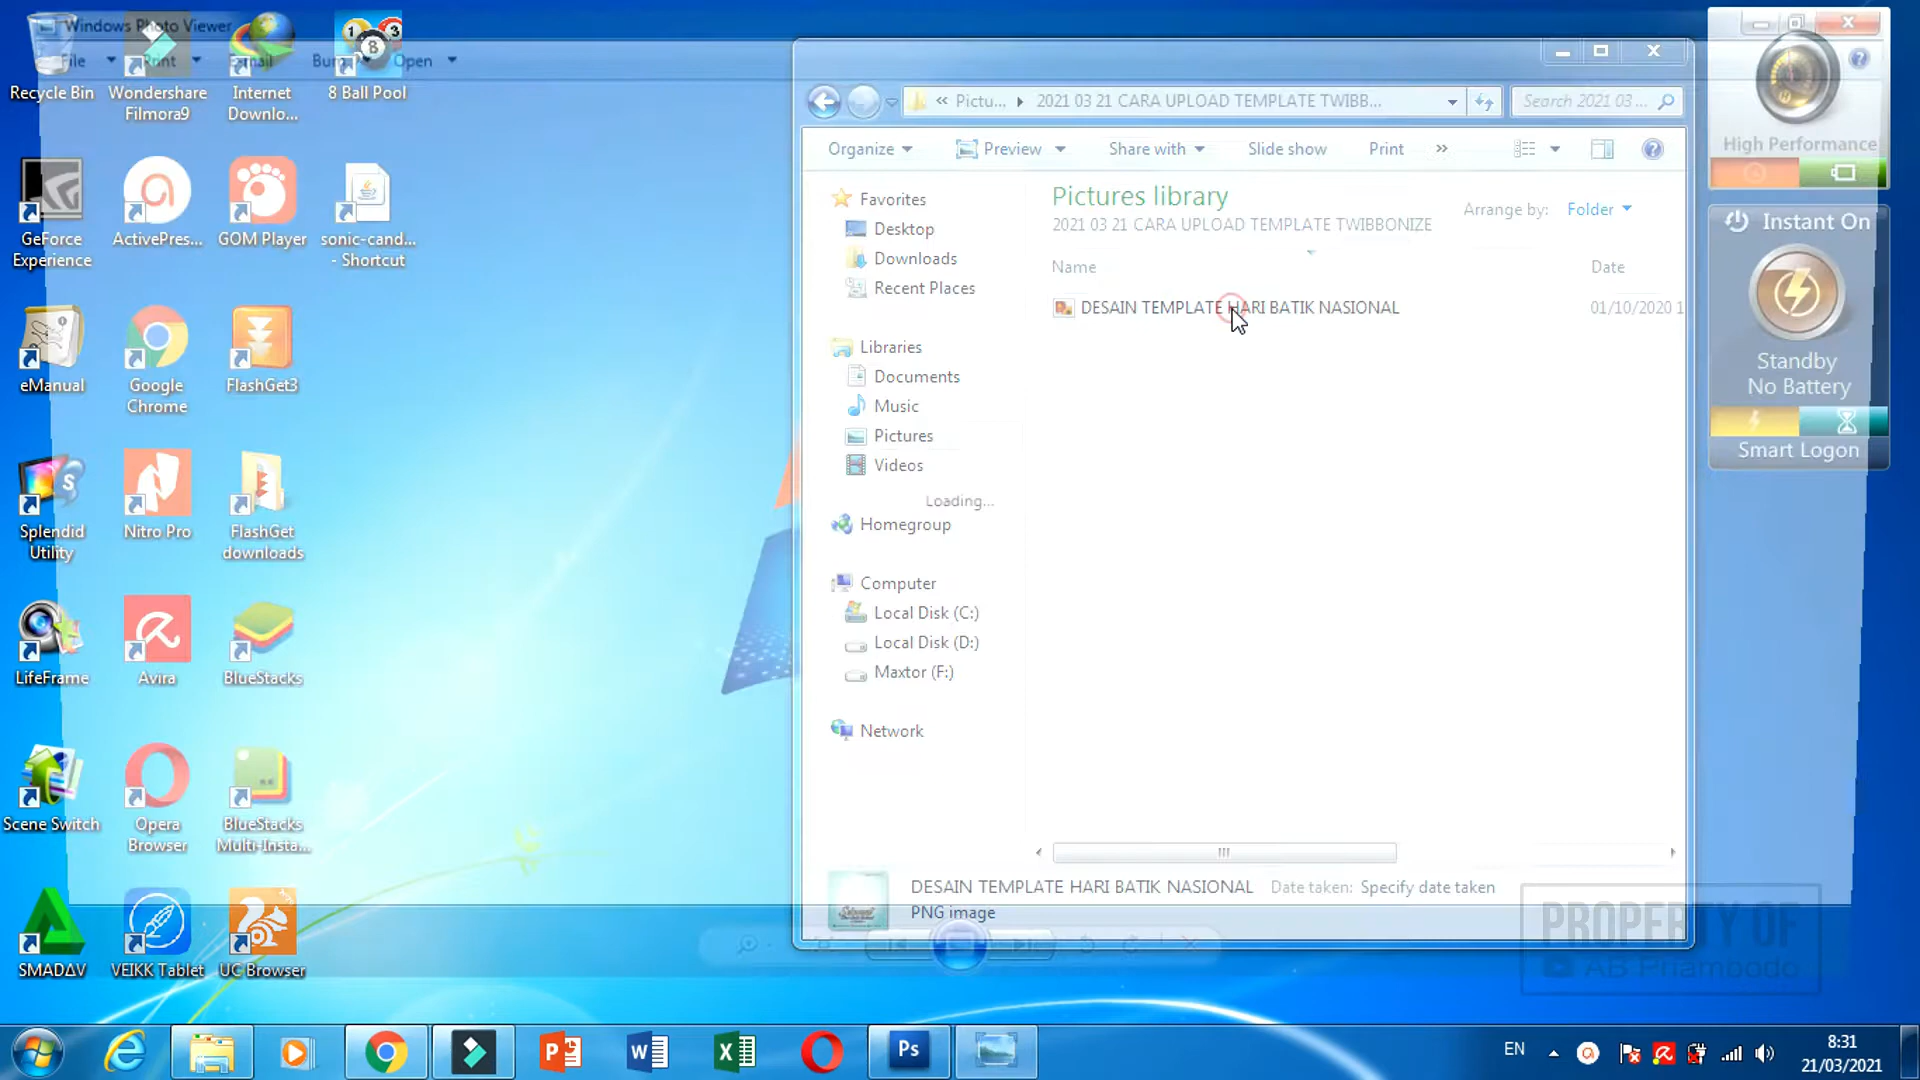 Windows Photo Viewer
File
Print
E-mail
Burn
Open
Recycle Bin
Wondershare
Filmora9
Internet
Downlo...
8 Ball Pool
GeForce
Experience
ActivePres...
GOM Player
sonic-cand...
- Shortcut
eManual
Google
Chrome
FlashGet3
Splendid
Utility
Nitro Pro
FlashGet
downloads
LifeFrame
Avira
BlueStacks
Scene Switch
Opera
Browser
BlueStacks
Multi-Insta...
SMADΔV
VEIKK Tablet
UC Browser
« Pictu... 2021 03 21 CARA UPLOAD TEMPLATE TWIBB...
Search 2021 03 ...
Organize
Preview
Share with
Slide show
Print
»
Favorites
Desktop
Downloads
Recent Places
Libraries
Documents
Music
Pictures
Videos
Loading...
Homegroup
Computer
Local Disk (C:)
Local Disk (D:)
Maxtor (F:)
Network
Pictures library
2021 03 21 CARA UPLOAD TEMPLATE TWIBBONIZE
Arrange by: Folder
Name
Date
DESAIN TEMPLATE HARI BATIK NASIONAL
01/10/2020 1
DESAIN TEMPLATE HARI BATIK NASIONAL
Date taken: Specify date taken
PNG image
High Performance
Instant On
Standby
No Battery
Smart Logon
PROPERTY OF
AB Priambodo
Ps
EN
8:31
21/03/2021